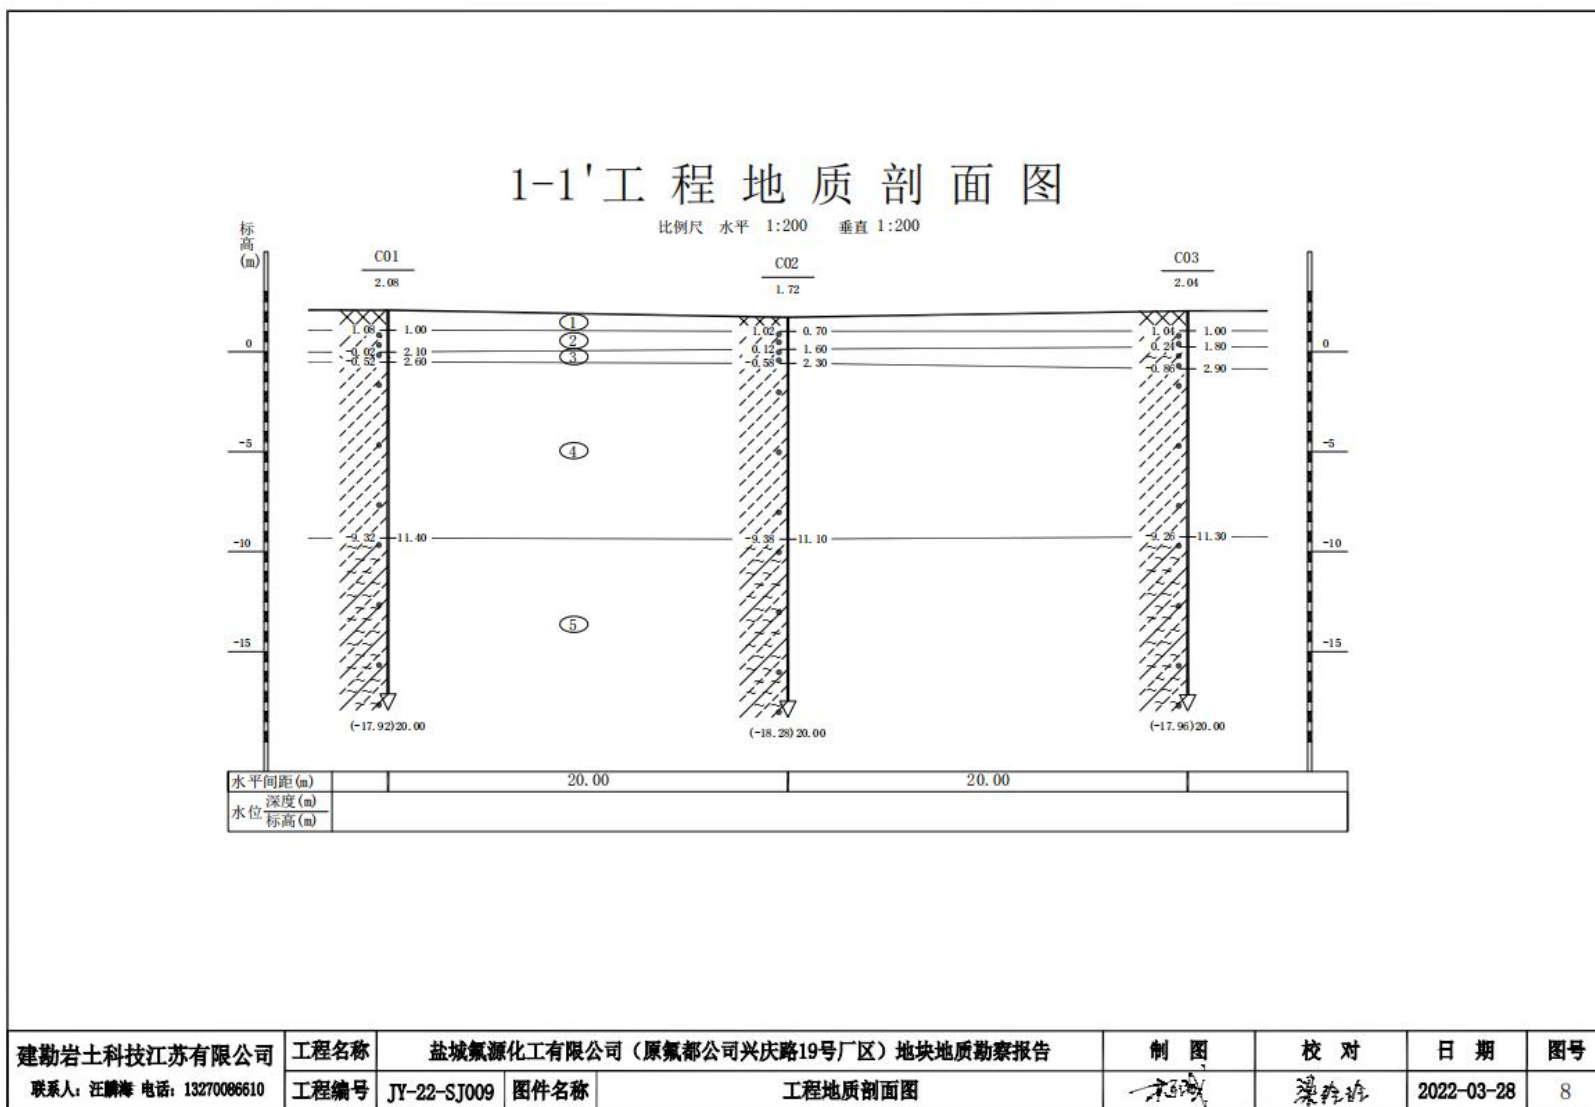 1-1'工程地质剖面图
比例尺 水平 1:200 垂直 1:200
标高(m)
C01
2.08
C02
1.72
C03
2.04
①
②
③
④
⑤
1.08 1.00
-0.02 2.10
-0.52 2.60
-9.32 11.40
(-17.92)20.00
1.02 0.70
0.12 1.60
-0.58 2.30
-9.38 11.10
(-18.28)20.00
1.04 1.00
0.24 1.80
-0.86 2.90
-9.26 11.30
(-17.96)20.00
0
-5
-10
-15
0
-5
-10
-15
水平间距(m) 20.00 20.00
水位 深度(m)
标高(m)
建勘岩土科技江苏有限公司
联系人: 汪鹏海 电话: 13270086610
工程名称 盐城氟源化工有限公司（原氟都公司兴庆路19号厂区）地块地质勘察报告 制 图 校 对 日 期 图号
工程编号 JY-22-SJ009 图件名称 工程地质剖面图 2022-03-28 8